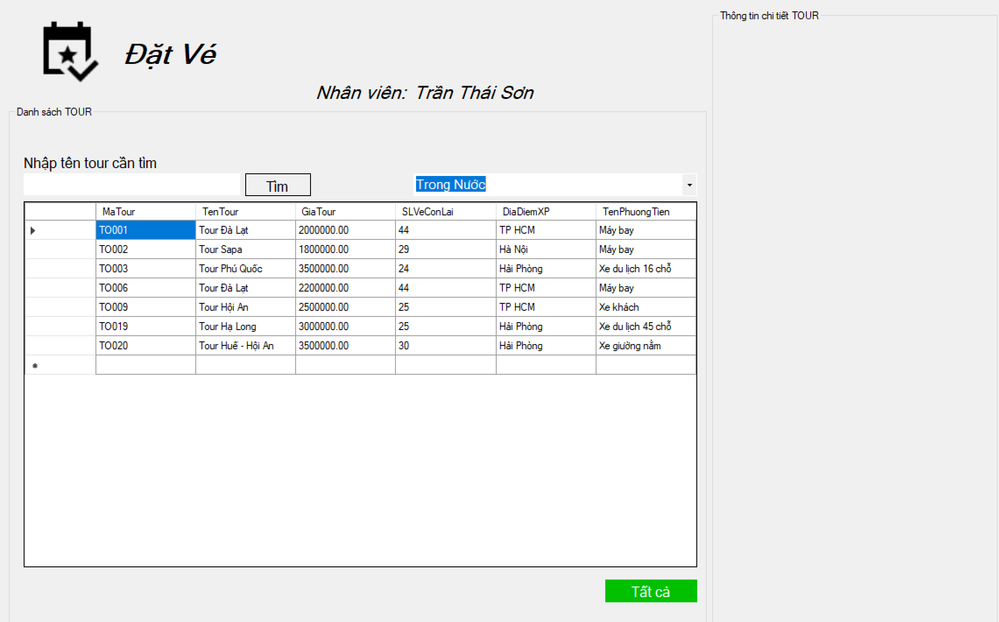 Thông tin chi tiết TOUR
Đặt Vé
Nhân viên: Trần Thái Sơn
Danh sách TOUR
Nhập tên tour cần tìm
Tìm Trong Nước
MaTour TenTour GiaTour SLVeConLai DiaDiemXP TenPhuongTien
TO001 Tour Đà Lạt 2000000.00 44 TP HCM Máy bay
TO002 Tour Sapa 1800000.00 29 Hà Nội Máy bay
TO003 Tour Phú Quốc 3500000.00 24 Hải Phòng Xe du lịch 16 chỗ
TO006 Tour Đà Lạt 2200000.00 44 TP HCM Máy bay
TO009 Tour Hội An 2500000.00 25 TP HCM Xe khách
TO019 Tour Hạ Long 3000000.00 25 Hải Phòng Xe du lịch 45 chỗ
TO020 Tour Huế - Hội An 3500000.00 30 Hải Phòng Xe giường nằm
Tất cả